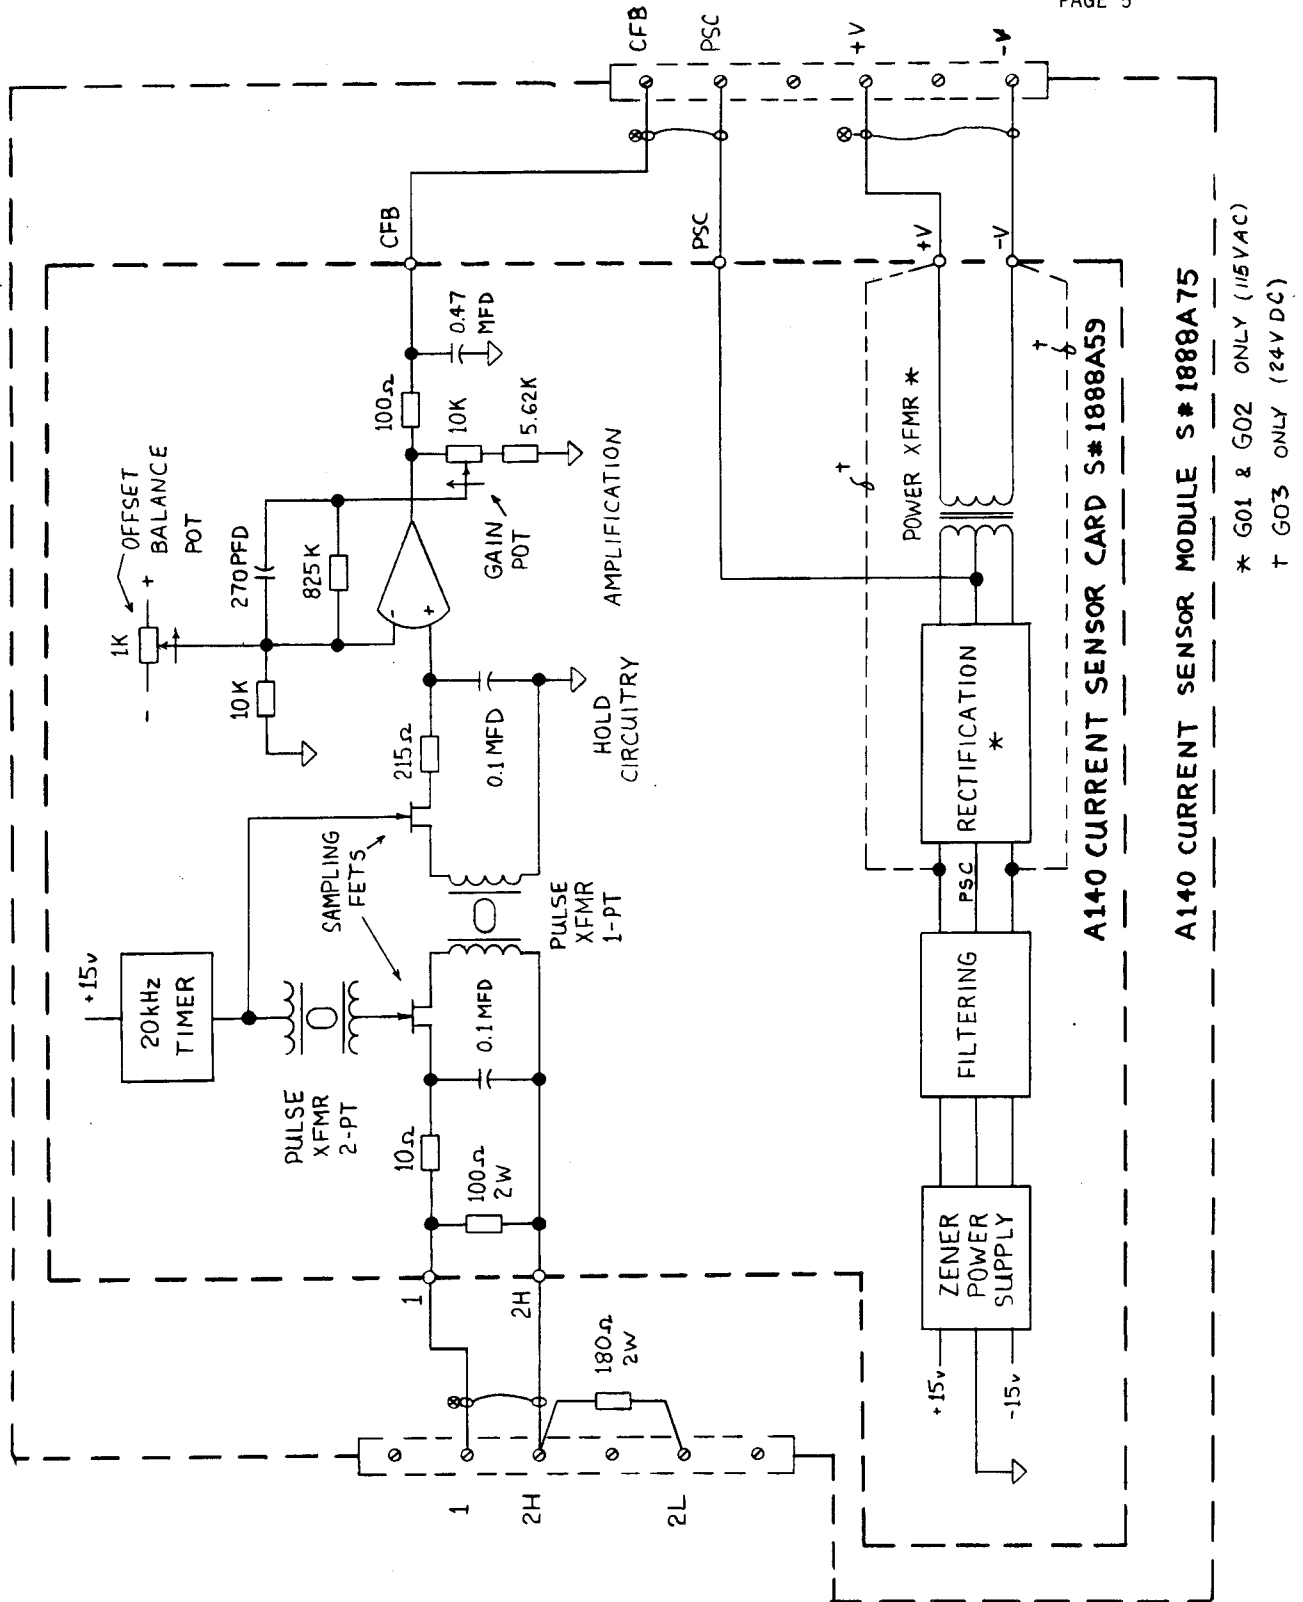 PAGE 5
CFB
PSC
+V
-V
CFB
PSC
+V
-V
OFFSET
BALANCE
POT
- 1K +
10K
270PFD
825K
-
+
100Ω
0.47
MFD
10K
5.62K
GAIN
POT
AMPLIFICATION
+15v
20kHz
TIMER
PULSE
XFMR
2-PT
SAMPLING
FETS
215Ω
0.1MFD
HOLD
CIRCUITRY
PULSE
XFMR
1-PT
0.1MFD
10Ω
100Ω
2W
1
2H
180Ω
2W
1
2H
2L
POWER XFMR *
†
†
RECTIFICATION
*
PSC
FILTERING
ZENER
POWER
SUPPLY
+15v
-15v
A140 CURRENT SENSOR CARD S#1888A59
A140 CURRENT SENSOR MODULE S#1888A75
* G01 & G02 ONLY (115VAC)
† G03 ONLY (24V DC)